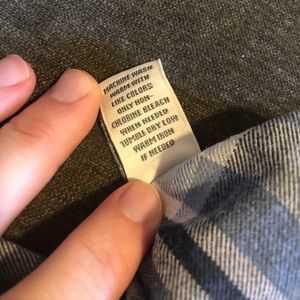 MACHINE WASH
WARM WITH
LIKE COLORS
ONLY NON-
CHLORINE BLEACH
WHEN NEEDED
TUMBLE DRY LOW
WARM IRON
IF NEEDED